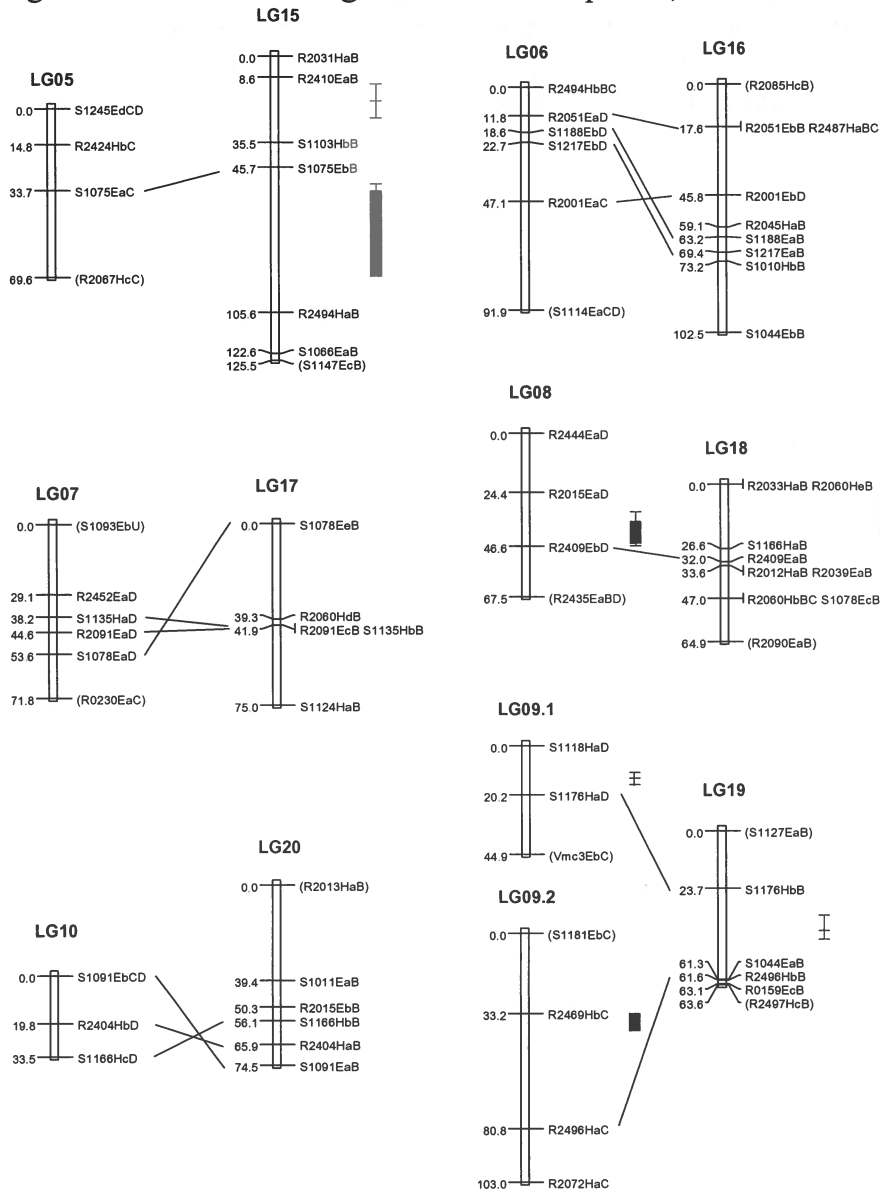 LG05
0.0 S1245EdCD
14.8 R2424HbC
33.7 S1075EaC
69.6 (R2067HcC)
LG15
0.0 R2031HaB
8.6 R2410EaB
35.5 S1103HbB
45.7 S1075EbB
105.6 R2494HaB
122.6 S1066EaB
125.5 (S1147EcB)
LG06
0.0 R2494HbBC
11.8 R2051EaD
18.6 S1188EbD
22.7 S1217EbD
47.1 R2001EaC
91.9 (S1114EaCD)
LG16
0.0 (R2085HcB)
17.6 R2051EbB R2487HaBC
45.8 R2001EbD
59.1 R2045HaB
63.2 S1188EaB
69.4 S1217EaB
73.2 S1010HbB
102.5 S1044EbB
LG07
0.0 (S1093EbU)
29.1 R2452EaD
38.2 S1135HaD
44.6 R2091EaD
53.6 S1078EaD
71.8 (R0230EaC)
LG17
0.0 S1078EeB
39.3 R2060HdB
41.9 R2091EcB S1135HbB
75.0 S1124HaB
LG08
0.0 R2444EaD
24.4 R2015EaD
46.6 R2409EbD
67.5 (R2435EaBD)
LG18
0.0 R2033HaB R2060HeB
26.6 S1166HaB
32.0 R2409EaB
33.6 R2012HaB R2039EaB
47.0 R2060HbBC S1078EcB
64.9 (R2090EaB)
LG10
0.0 S1091EbCD
19.8 R2404HbD
33.5 S1166HcD
LG20
0.0 (R2013HaB)
39.4 S1011EaB
50.3 R2015EbB
56.1 S1166HbB
65.9 R2404HaB
74.5 S1091EaB
LG09.1
0.0 S1118HaD
20.2 S1176HaD
44.9 (Vmc3EbC)
LG09.2
0.0 (S1181EbC)
33.2 R2469HbC
80.8 R2496HaC
103.0 R2072HaC
LG19
0.0 (S1127EaB)
23.7 S1176HbB
61.3 S1044EaB
61.6 R2496HbB
63.1 R0159EcB
63.6 (R2497HcB)